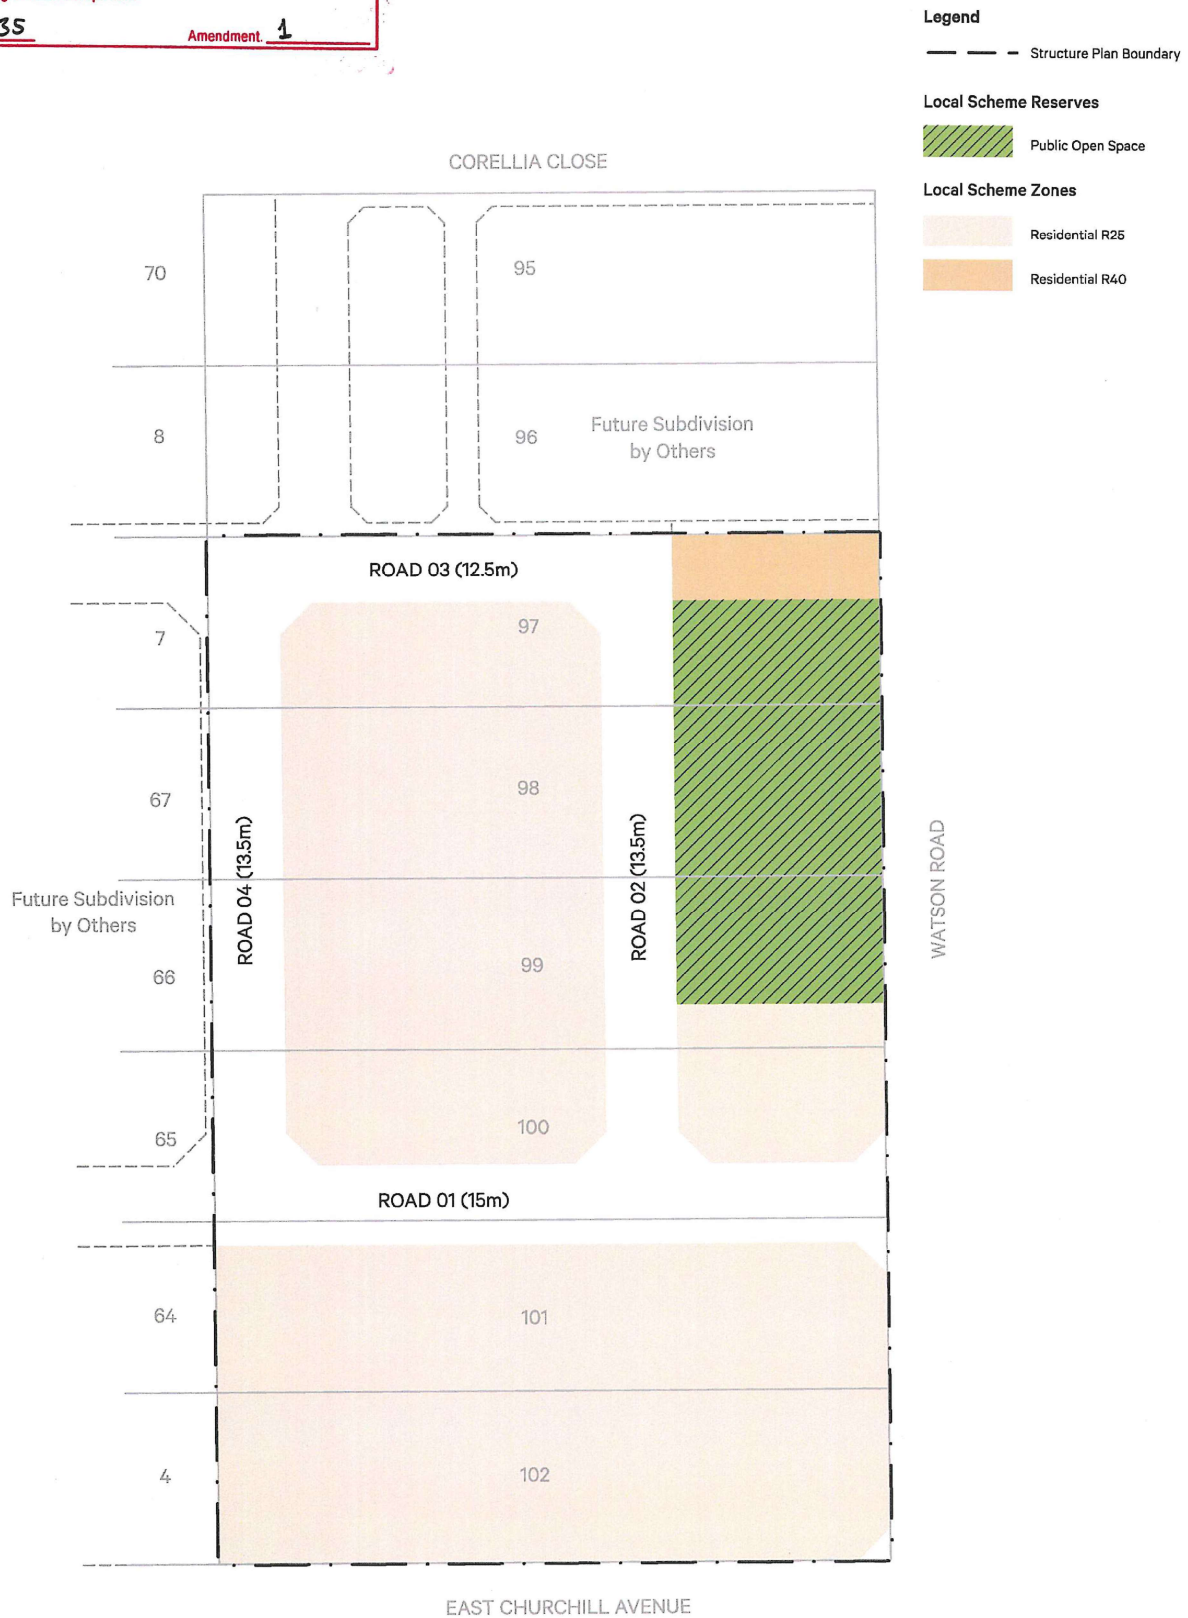 35
Amendment. 1
Legend
Structure Plan Boundary
Local Scheme Reserves
Public Open Space
Local Scheme Zones
Residential R25
Residential R40
CORELLIA CLOSE
70
95
8
96
Future Subdivision
by Others
ROAD 03 (12.5m)
7
97
67
98
ROAD 04 (13.5m)
ROAD 02 (13.5m)
WATSON ROAD
Future Subdivision
by Others
66
99
65
100
ROAD 01 (15m)
64
101
4
102
EAST CHURCHILL AVENUE